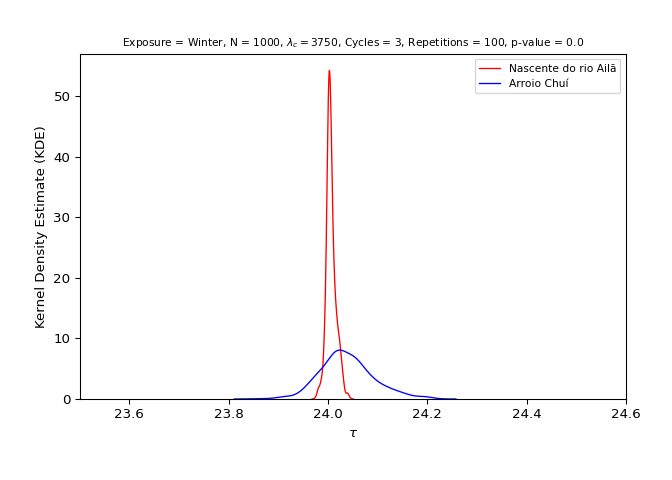 Exposure = Winter, N = 1000, λc = 3750, Cycles = 3, Repetitions = 100, p-value = 0.0
Nascente do rio Ailã
Arroio Chuí
Kernel Density Estimate (KDE)
50
40
30
20
10
0
23.6 23.8 24.0 24.2 24.4 24.6
τ